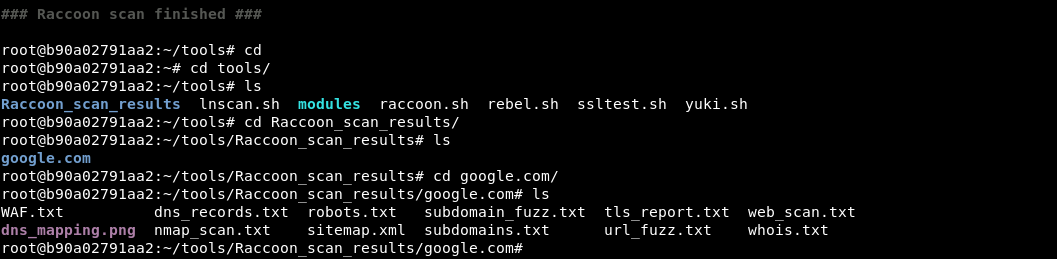 ### Raccoon scan finished ###
root@b90a02791aa2:~/tools# cd
root@b90a02791aa2:~# cd tools/
root@b90a02791aa2:~/tools# ls
Raccoon_scan_results  lnscan.sh  modules  raccoon.sh  rebel.sh  ssltest.sh  yuki.sh
root@b90a02791aa2:~/tools# cd Raccoon_scan_results/
root@b90a02791aa2:~/tools/Raccoon_scan_results# ls
google.com
root@b90a02791aa2:~/tools/Raccoon_scan_results# cd google.com/
root@b90a02791aa2:~/tools/Raccoon_scan_results/google.com# ls
WAF.txt          dns_records.txt  robots.txt   subdomain_fuzz.txt  tls_report.txt  web_scan.txt
dns_mapping.png  nmap_scan.txt    sitemap.xml  subdomains.txt      url_fuzz.txt    whois.txt
root@b90a02791aa2:~/tools/Raccoon_scan_results/google.com#